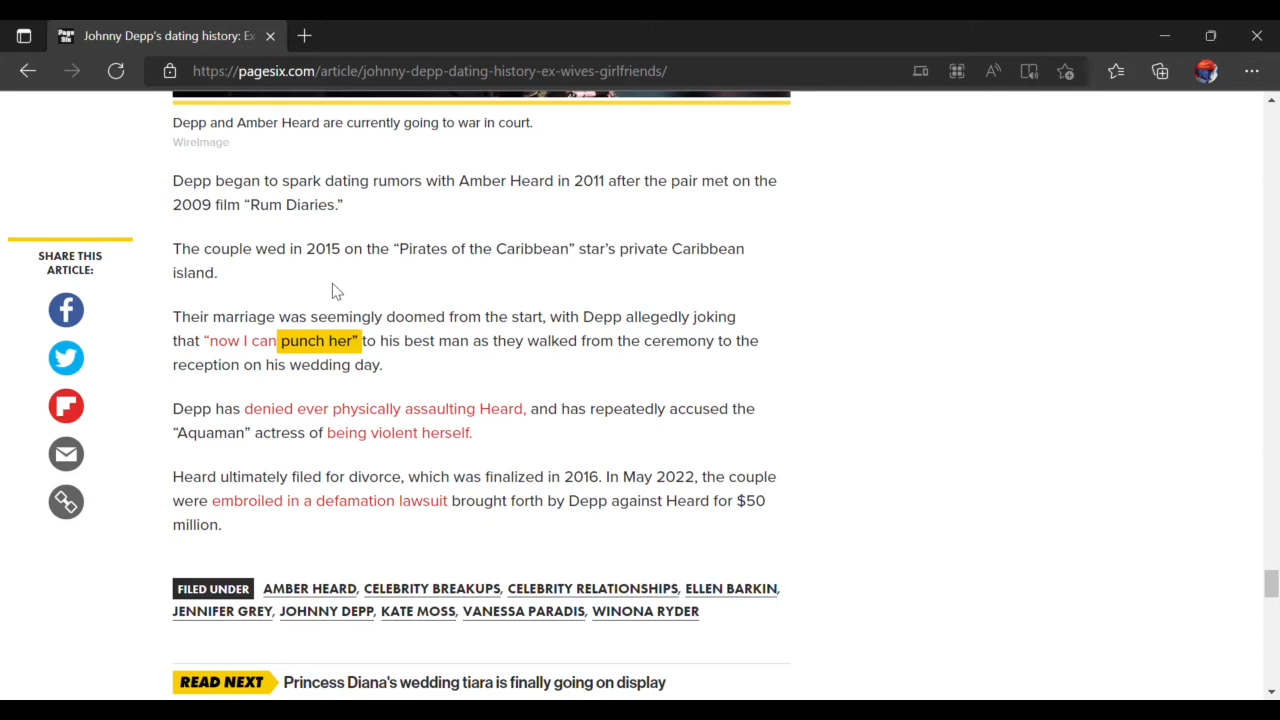 Page Six
Johnny Depp's dating history: Ex
https://pagesix.com/article/johnny-depp-dating-history-ex-wives-girlfriends/
Depp and Amber Heard are currently going to war in court.
WireImage
Depp began to spark dating rumors with Amber Heard in 2011 after the pair met on the
2009 film “Rum Diaries.”
The couple wed in 2015 on the “Pirates of the Caribbean” star’s private Caribbean
island.
SHARE THIS
ARTICLE:
Their marriage was seemingly doomed from the start, with Depp allegedly joking
that “now I can punch her” to his best man as they walked from the ceremony to the
reception on his wedding day.
Depp has denied ever physically assaulting Heard, and has repeatedly accused the
“Aquaman” actress of being violent herself.
Heard ultimately filed for divorce, which was finalized in 2016. In May 2022, the couple
were embroiled in a defamation lawsuit brought forth by Depp against Heard for $50
million.
FILED UNDER AMBER HEARD, CELEBRITY BREAKUPS, CELEBRITY RELATIONSHIPS, ELLEN BARKIN,
JENNIFER GREY, JOHNNY DEPP, KATE MOSS, VANESSA PARADIS, WINONA RYDER
READ NEXT Princess Diana's wedding tiara is finally going on display